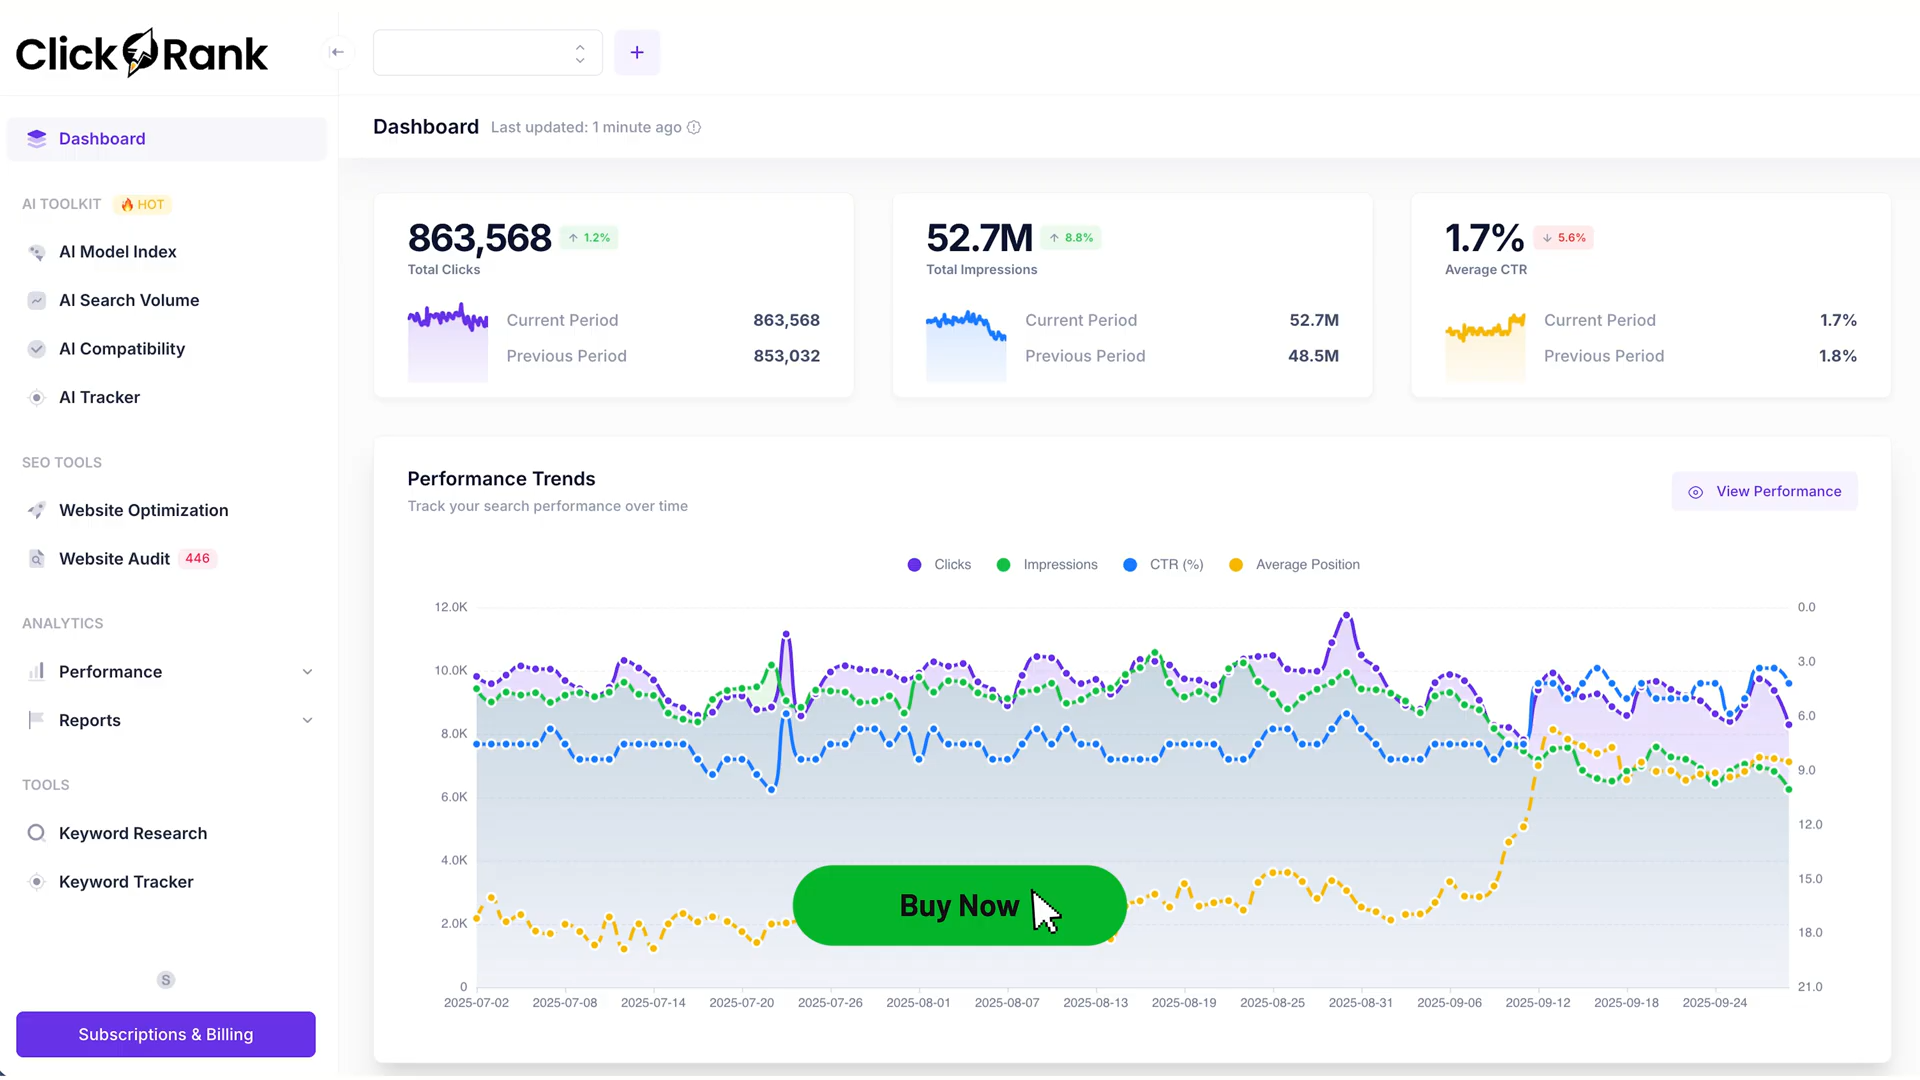 Click Rank
Dashboard Last updated: 1 minute ago
Dashboard
AI TOOLKIT HOT
AI Model Index
AI Search Volume
AI Compatibility
AI Tracker
SEO TOOLS
Website Optimization
Website Audit 446
ANALYTICS
Performance
Reports
TOOLS
Keyword Research
Keyword Tracker
S
Subscriptions & Billing
863,568 ↑ 1.2%
Total Clicks
Current Period 863,568
Previous Period 853,032
52.7M ↑ 8.8%
Total Impressions
Current Period 52.7M
Previous Period 48.5M
1.7% ↓ 5.6%
Average CTR
Current Period 1.7%
Previous Period 1.8%
Performance Trends
Track your search performance over time
View Performance
Clicks Impressions CTR (%) Average Position
12.0K 0.0
10.0K 3.0
8.0K 6.0
6.0K 9.0
12.0
4.0K 15.0
2.0K 18.0
0 21.0
Buy Now
2025-07-02 2025-07-08 2025-07-14 2025-07-20 2025-07-26 2025-08-01 2025-08-07 2025-08-13 2025-08-19 2025-08-25 2025-08-31 2025-09-06 2025-09-12 2025-09-18 2025-09-24